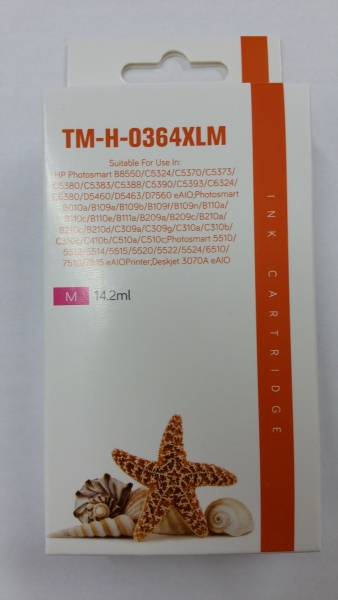 TM-H-0364XLM
Suitable For Use In:
HP Photosmart B8550/C5324/C5370/C5373/
C5380/C5383/C5388/C5390/C5393/C6324/
C6380/D5460/D5463/D7560 eAIO;Photosmart
B010a/B109a/B109b/B109f/B109n/B110a/
B110c/B110e/B111a/B209a/B209c/B210a/
B210c/B210d/C309a/C309g/C310a/C310b/
C310c/C410b/C510a/C510c;Photosmart 5510/
5512/5514/5515/5520/5522/5524/6510/
7510/7515 eAIOPrinter;Deskjet 3070A eAIO
M 14.2ml
INK CARTRIDGE